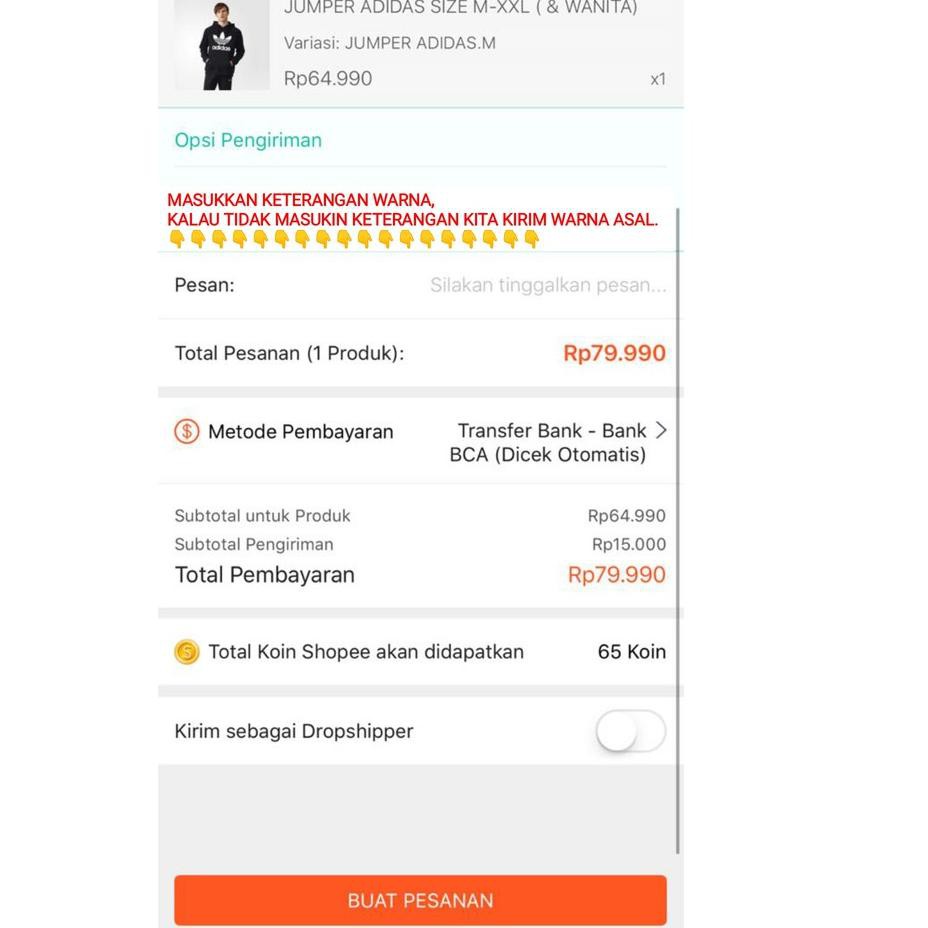 JUMPER ADIDAS SIZE M-XXL ( & WANITA)
adidas
Variasi: JUMPER ADIDAS.M
Rp64.990 x1
Opsi Pengiriman
MASUKKAN KETERANGAN WARNA,
KALAU TIDAK MASUKIN KETERANGAN KITA KIRIM WARNA ASAL.
👇👇👇👇👇👇👇👇👇👇👇👇👇👇👇👇👇👇
Pesan: Silakan tinggalkan pesan...
Total Pesanan (1 Produk): Rp79.990
Metode Pembayaran Transfer Bank - Bank
BCA (Dicek Otomatis)
Subtotal untuk Produk Rp64.990
Subtotal Pengiriman Rp15.000
Total Pembayaran Rp79.990
Total Koin Shopee akan didapatkan 65 Koin
Kirim sebagai Dropshipper
BUAT PESANAN